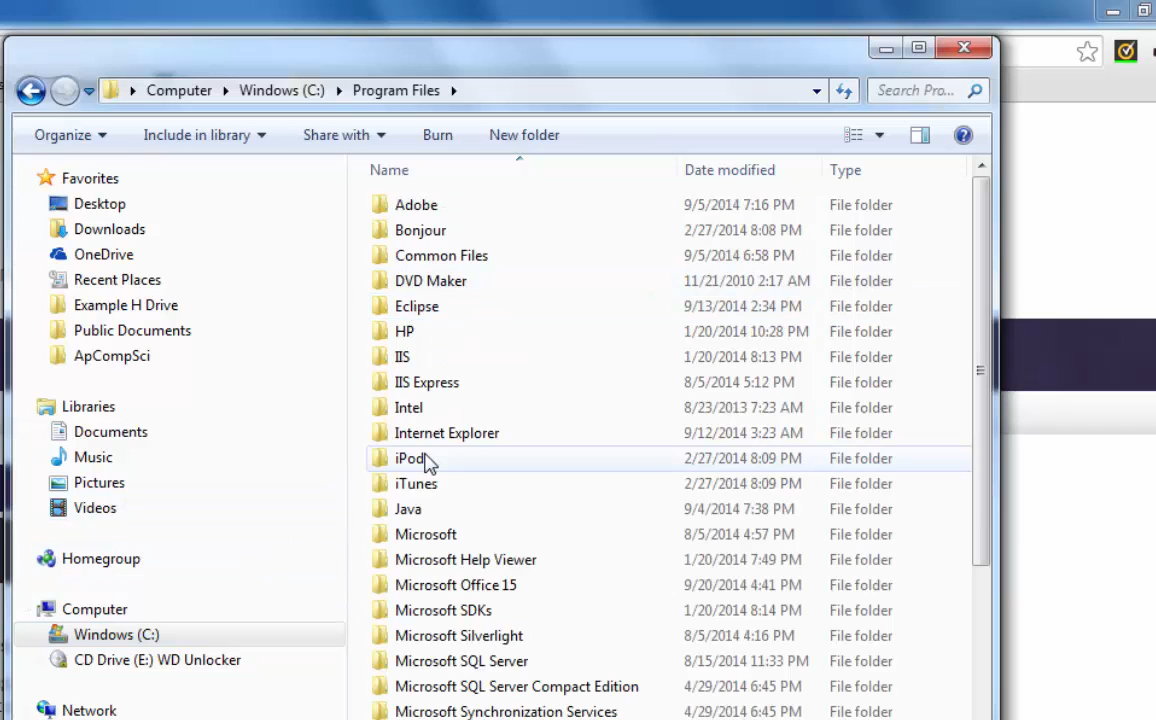 Computer Windows (C:) Program Files Search Pro...
Organize Include in library Share with Burn New folder
Name Date modified Type
Favorites
Desktop
Downloads
OneDrive
Recent Places
Example H Drive
Public Documents
ApCompSci
Libraries
Documents
Music
Pictures
Videos
Homegroup
Computer
Windows (C:)
CD Drive (E:) WD Unlocker
Network
Adobe 9/5/2014 7:16 PM File folder
Bonjour 2/27/2014 8:08 PM File folder
Common Files 9/5/2014 6:58 PM File folder
DVD Maker 11/21/2010 2:17 AM File folder
Eclipse 9/13/2014 2:34 PM File folder
HP 1/20/2014 10:28 PM File folder
IIS 1/20/2014 8:13 PM File folder
IIS Express 8/5/2014 5:12 PM File folder
Intel 8/23/2013 7:23 AM File folder
Internet Explorer 9/12/2014 3:23 AM File folder
iPod 2/27/2014 8:09 PM File folder
iTunes 2/27/2014 8:09 PM File folder
Java 9/4/2014 7:38 PM File folder
Microsoft 8/5/2014 4:57 PM File folder
Microsoft Help Viewer 1/20/2014 7:49 PM File folder
Microsoft Office 15 9/20/2014 4:41 PM File folder
Microsoft SDKs 1/20/2014 8:14 PM File folder
Microsoft Silverlight 8/5/2014 4:16 PM File folder
Microsoft SQL Server 8/15/2014 11:33 PM File folder
Microsoft SQL Server Compact Edition 4/29/2014 6:45 PM File folder
Microsoft Synchronization Services 4/29/2014 6:45 PM File folder